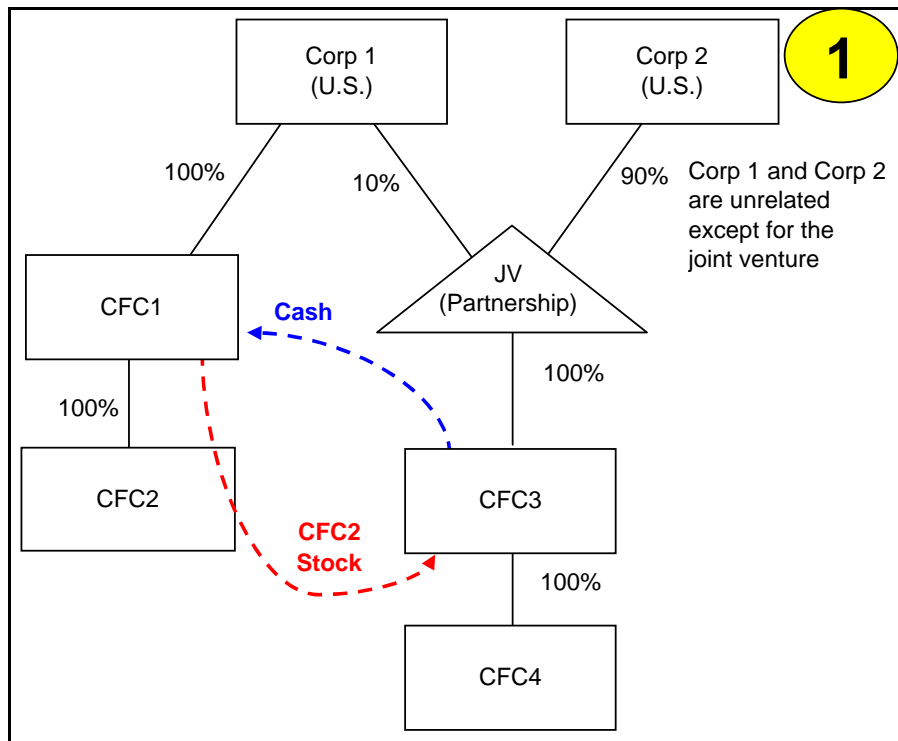 Corp 1
(U.S.)
Corp 2
(U.S.)
1
100%
10%
90%
Corp 1 and Corp 2
are unrelated
except for the
joint venture
CFC1
Cash
JV
(Partnership)
100%
100%
CFC2
CFC3
CFC2
Stock
100%
CFC4